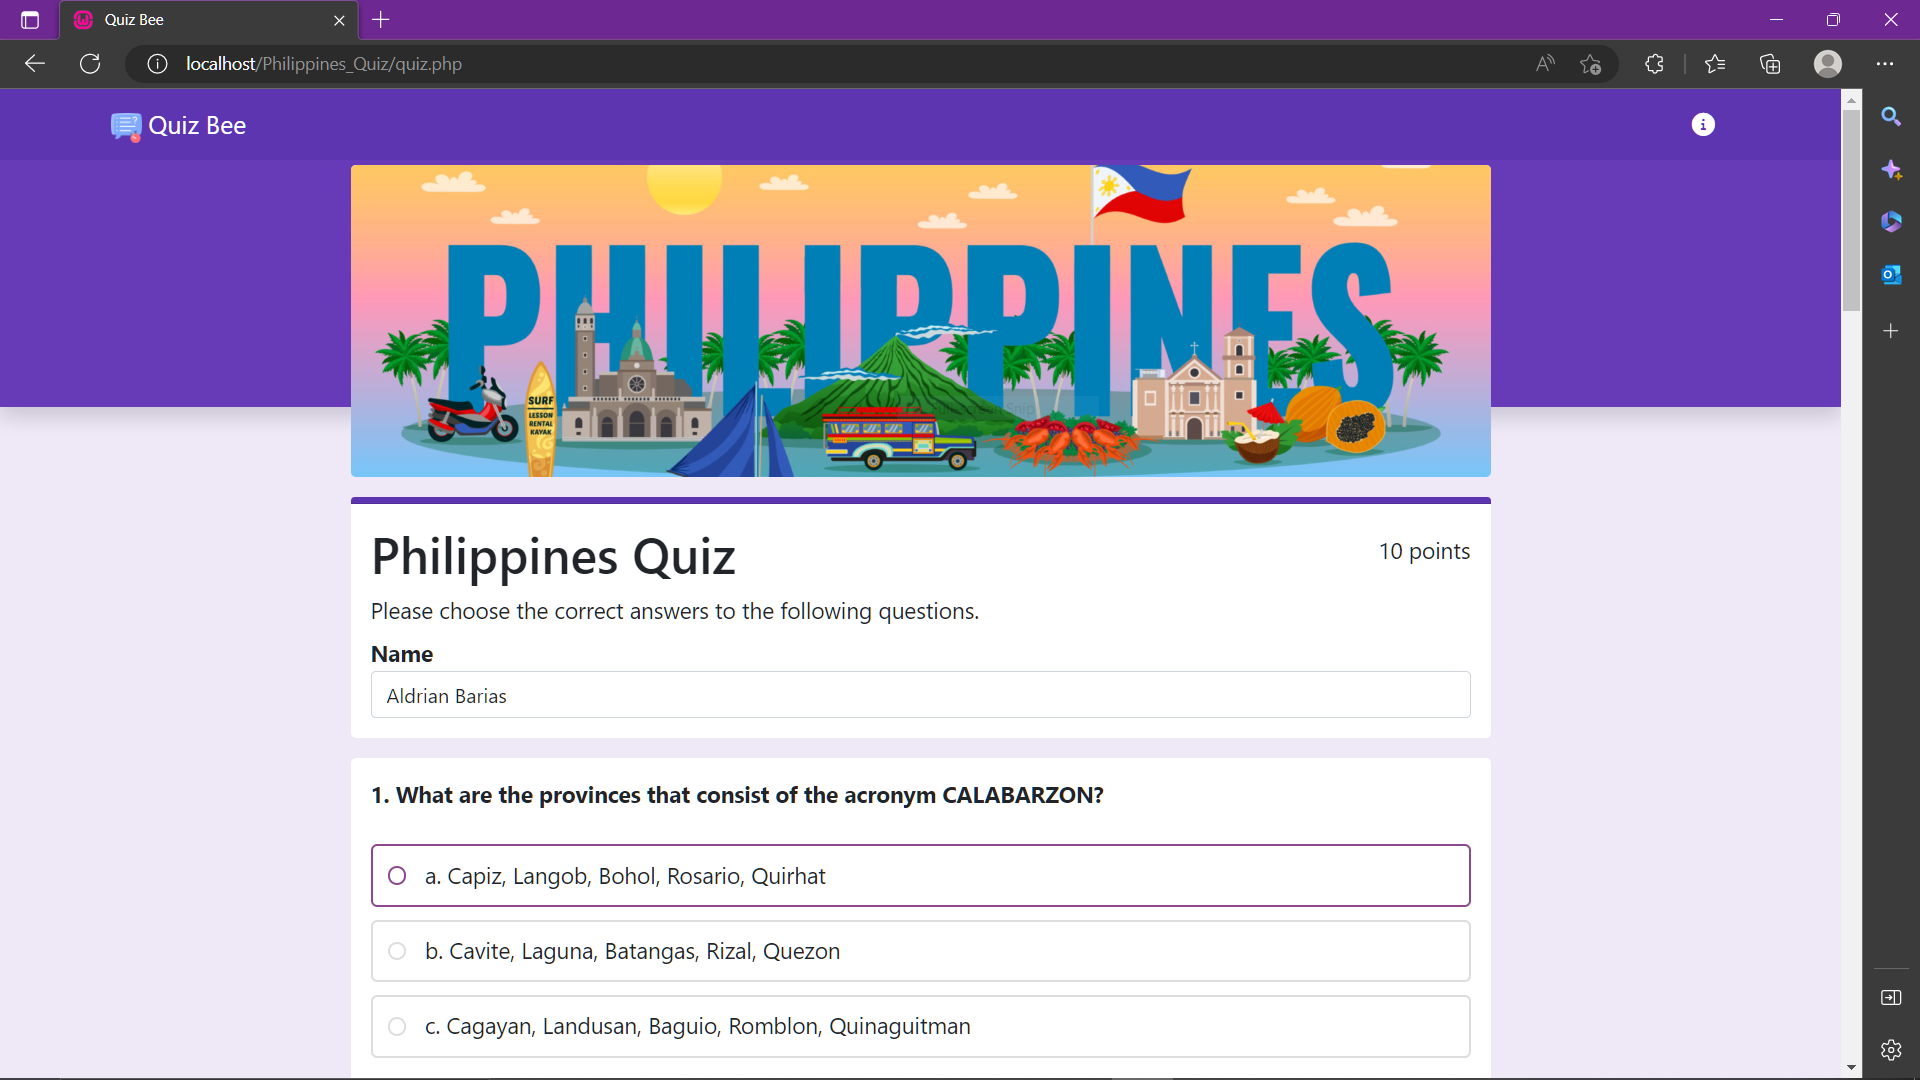 Quiz Bee
localhost/Philippines_Quiz/quiz.php
Quiz Bee
PHILIPPINES
SURF
LESSON
RENTAL
KAYAK
Philippines Quiz
10 points
Please choose the correct answers to the following questions.
Name
Aldrian Barias
1. What are the provinces that consist of the acronym CALABARZON?
a. Capiz, Langob, Bohol, Rosario, Quirhat
b. Cavite, Laguna, Batangas, Rizal, Quezon
c. Cagayan, Landusan, Baguio, Romblon, Quinaguitman